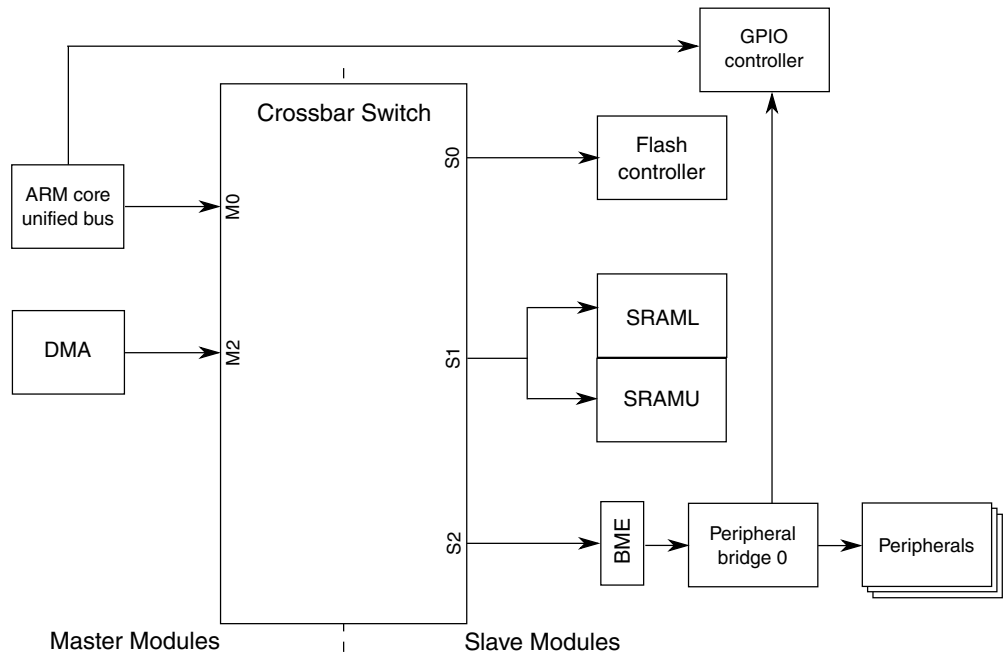 GPIO
controller
Crossbar Switch
S0
Flash
controller
ARM core
unified bus
M0
SRAML
DMA
M2
S1
SRAMU
S2
BME
Peripheral
bridge 0
Peripherals
Master Modules
Slave Modules